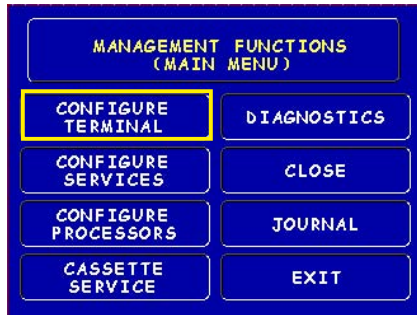 MANAGEMENT FUNCTIONS
(MAIN MENU)
CONFIGURE
TERMINAL
DIAGNOSTICS
CONFIGURE
SERVICES
CLOSE
CONFIGURE
PROCESSORS
JOURNAL
CASSETTE
SERVICE
EXIT